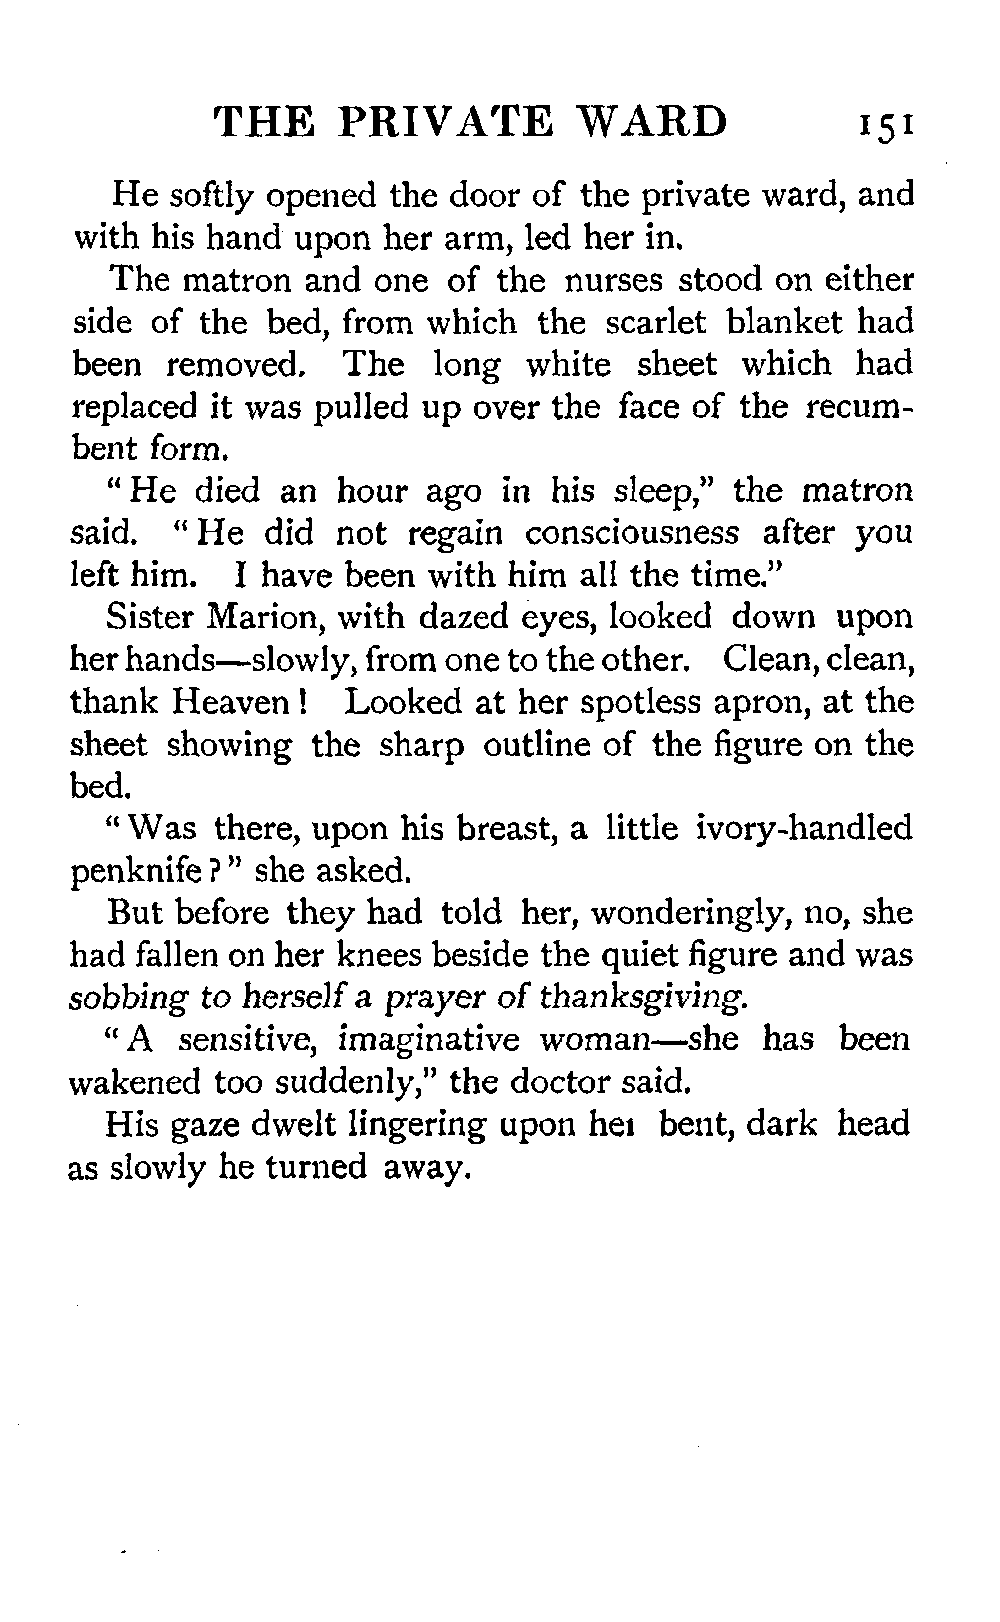 THE PRIVATE WARD 151
He softly opened the door of the private ward, and
with his hand upon her arm, led her in.
The matron and one of the nurses stood on either
side of the bed, from which the scarlet blanket had
been removed. The long white sheet which had
replaced it was pulled up over the face of the recum-
bent form.
“He died an hour ago in his sleep,” the matron
said. “He did not regain consciousness after you
left him. I have been with him all the time.”
Sister Marion, with dazed eyes, looked down upon
her hands—slowly, from one to the other. Clean, clean,
thank Heaven! Looked at her spotless apron, at the
sheet showing the sharp outline of the figure on the
bed.
“Was there, upon his breast, a little ivory-handled
penknife?” she asked.
But before they had told her, wonderingly, no, she
had fallen on her knees beside the quiet figure and was
sobbing to herself a prayer of thanksgiving.
“A sensitive, imaginative woman—she has been
wakened too suddenly,” the doctor said.
His gaze dwelt lingering upon her bent, dark head
as slowly he turned away.